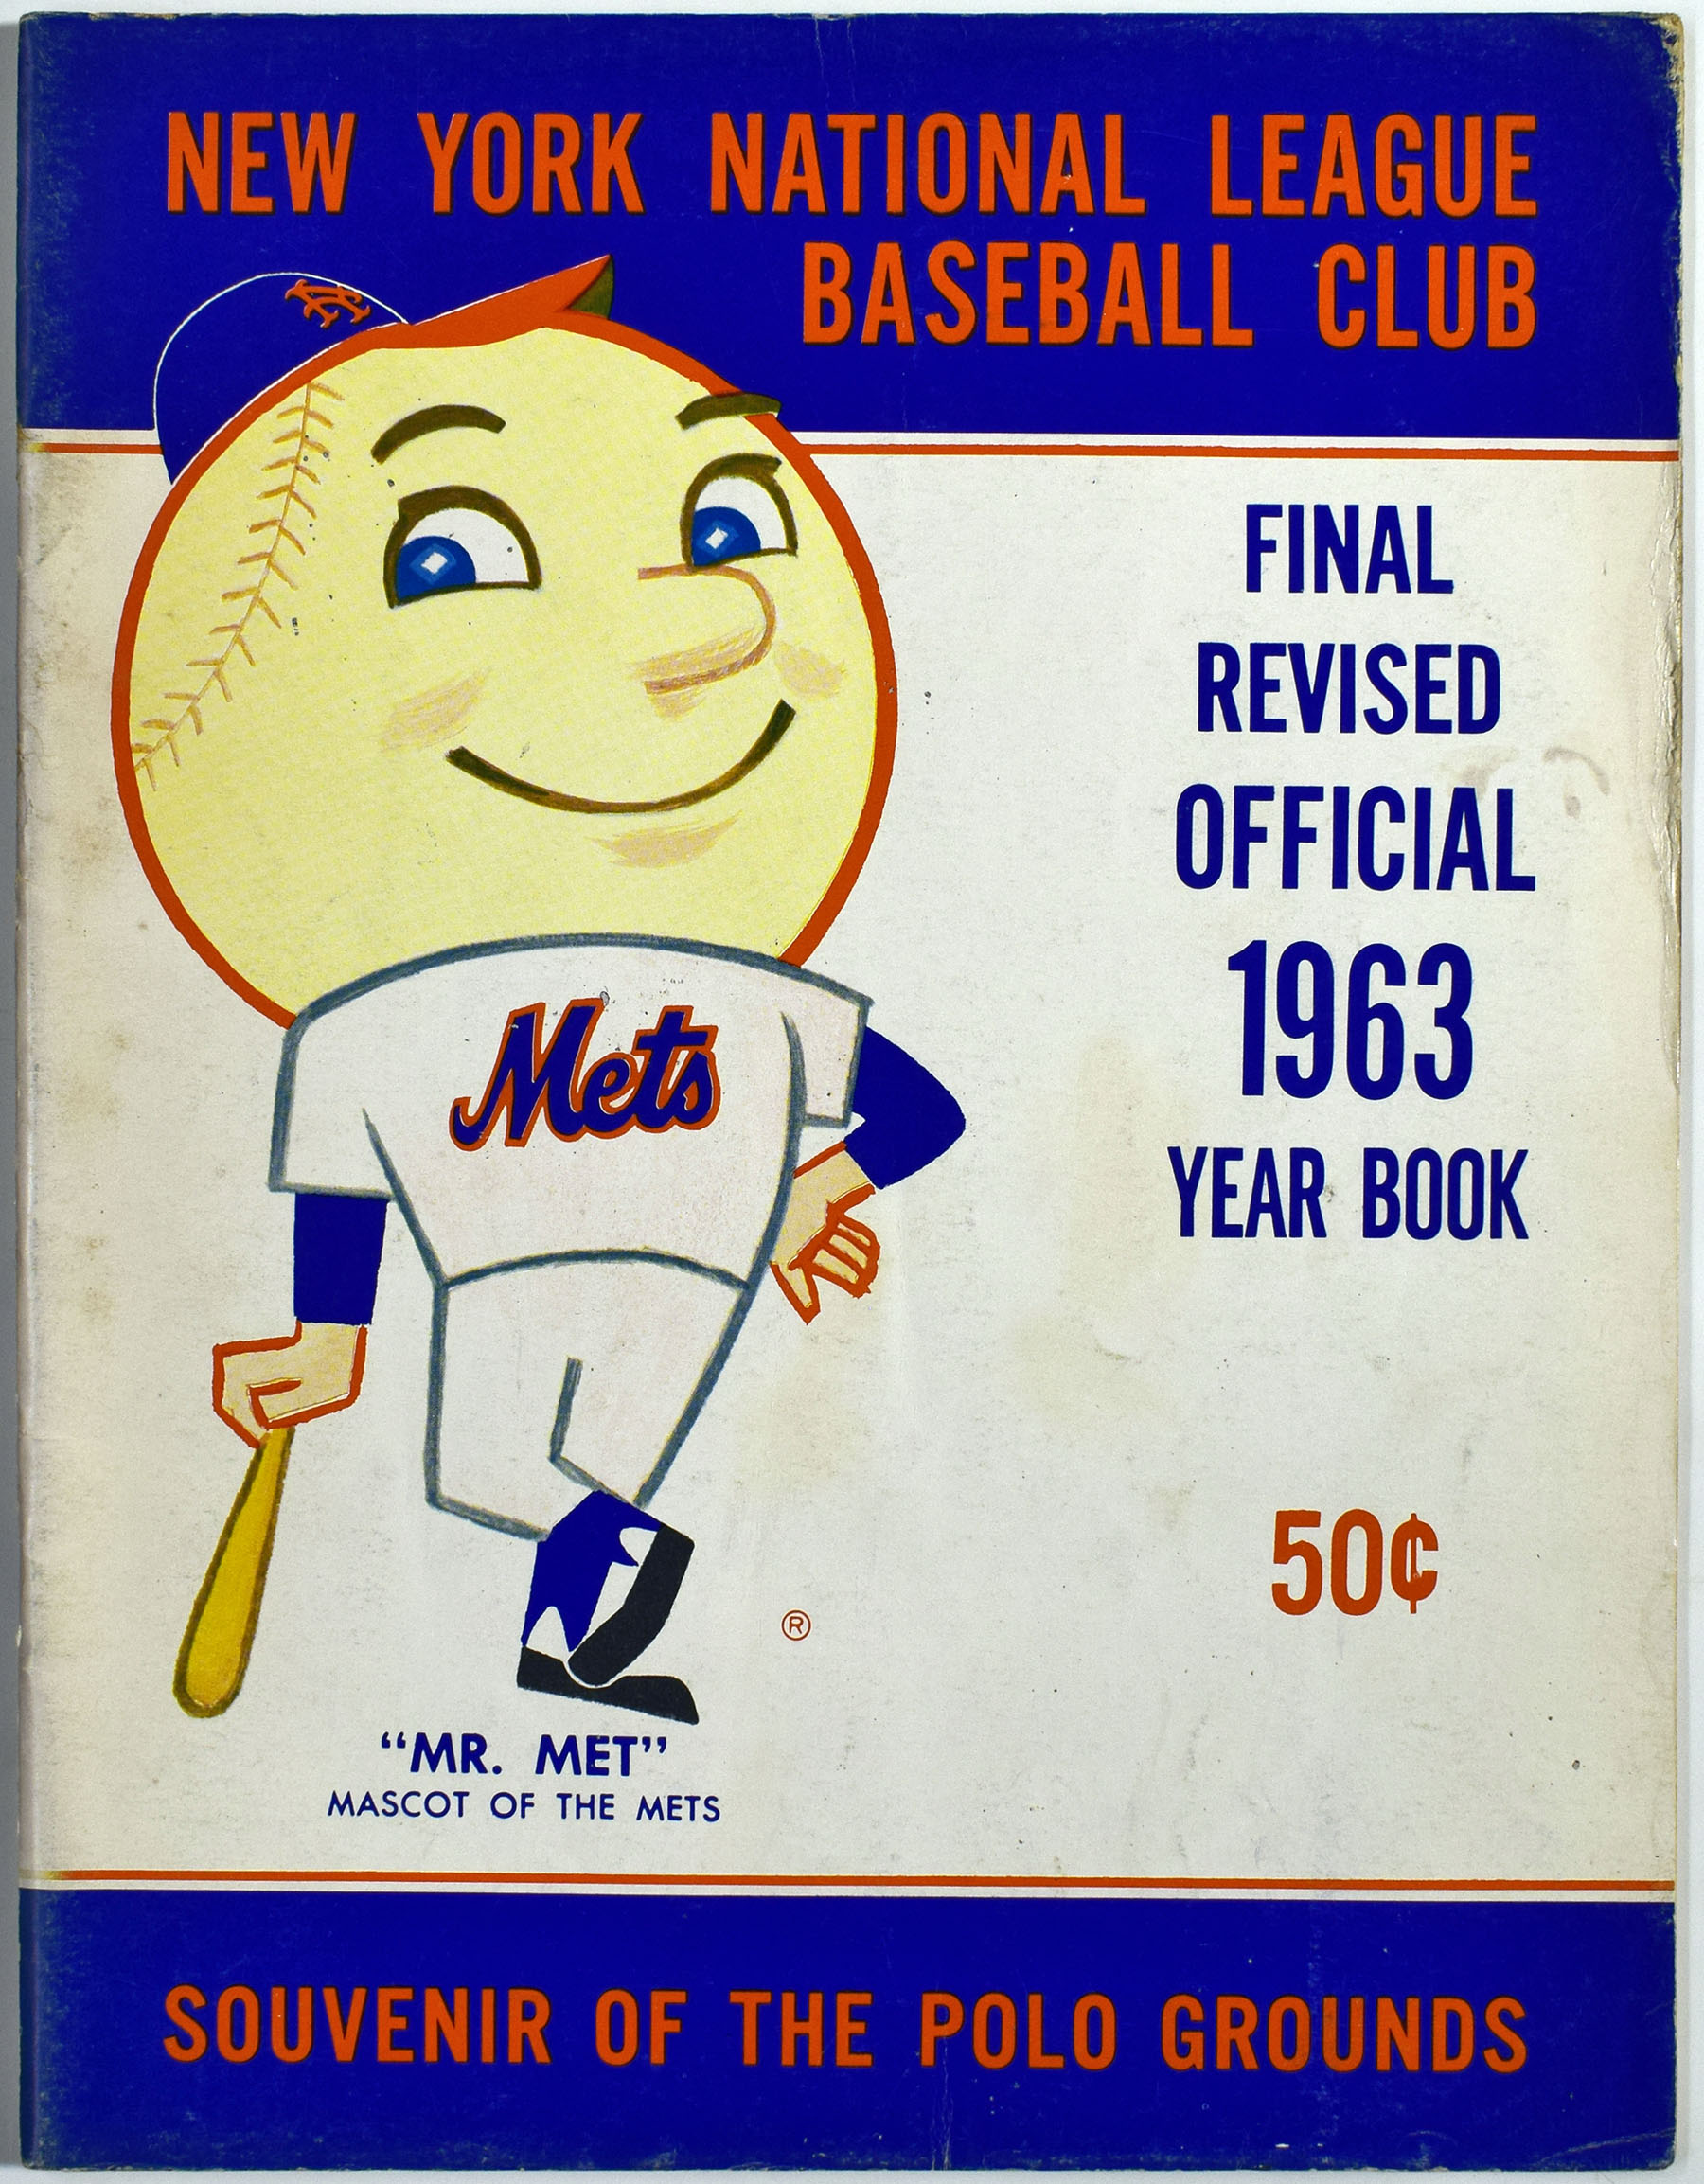 NEW YORK NATIONAL LEAGUE
BASEBALL CLUB
NY
FINAL
REVISED
OFFICIAL
1963
YEAR BOOK
Mets
50¢
®
“MR. MET”
MASCOT OF THE METS
SOUVENIR OF THE POLO GROUNDS